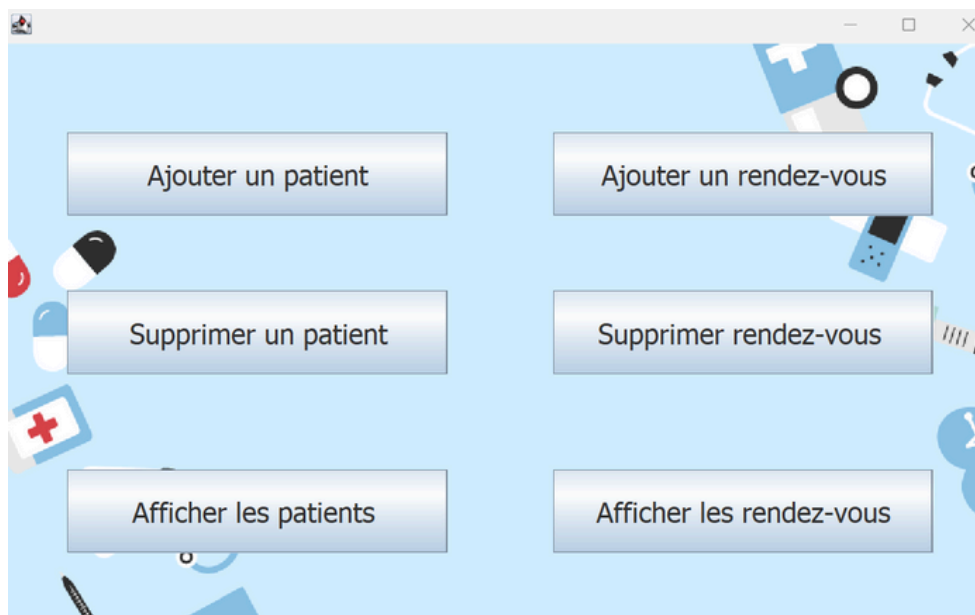 Ajouter un patient
Ajouter un rendez-vous
Supprimer un patient
Supprimer rendez-vous
Afficher les patients
Afficher les rendez-vous